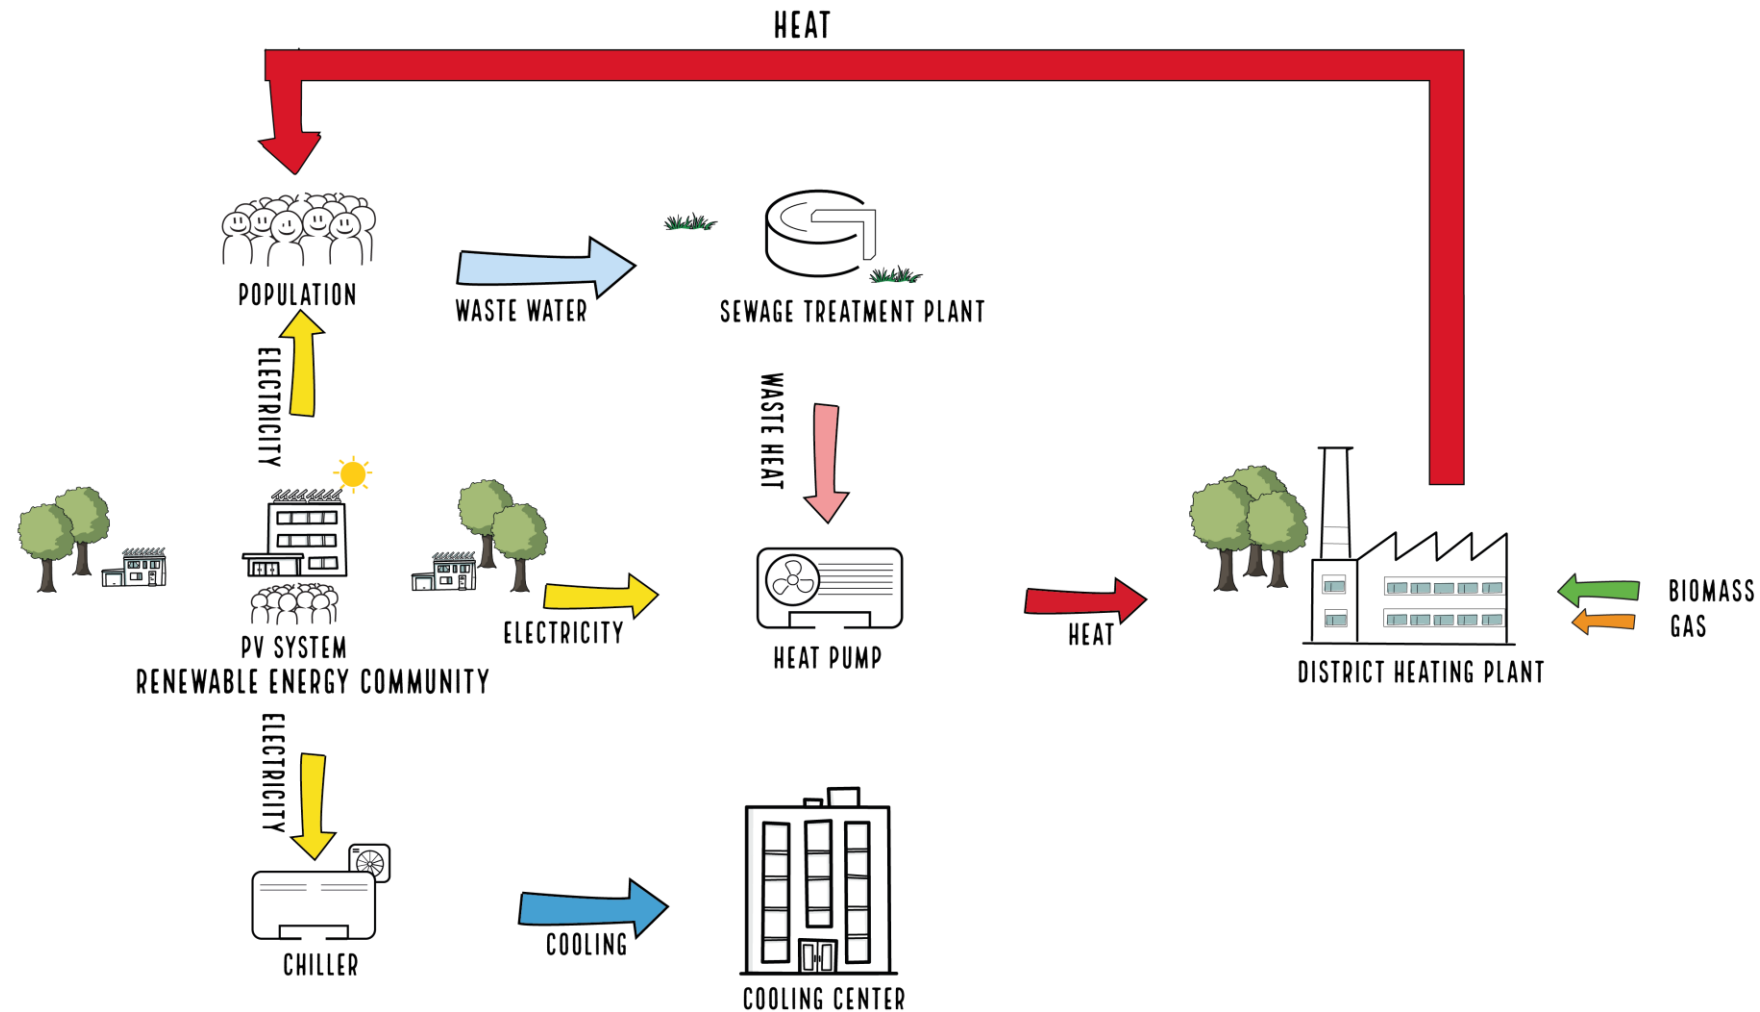 HEAT
POPULATION
WASTE WATER
SEWAGE TREATMENT PLANT
ELECTRICITY
WASTE HEAT
PV SYSTEM
RENEWABLE ENERGY COMMUNITY
ELECTRICITY
HEAT PUMP
HEAT
DISTRICT HEATING PLANT
BIOMASS
GAS
ELECTRICITY
CHILLER
COOLING
COOLING CENTER